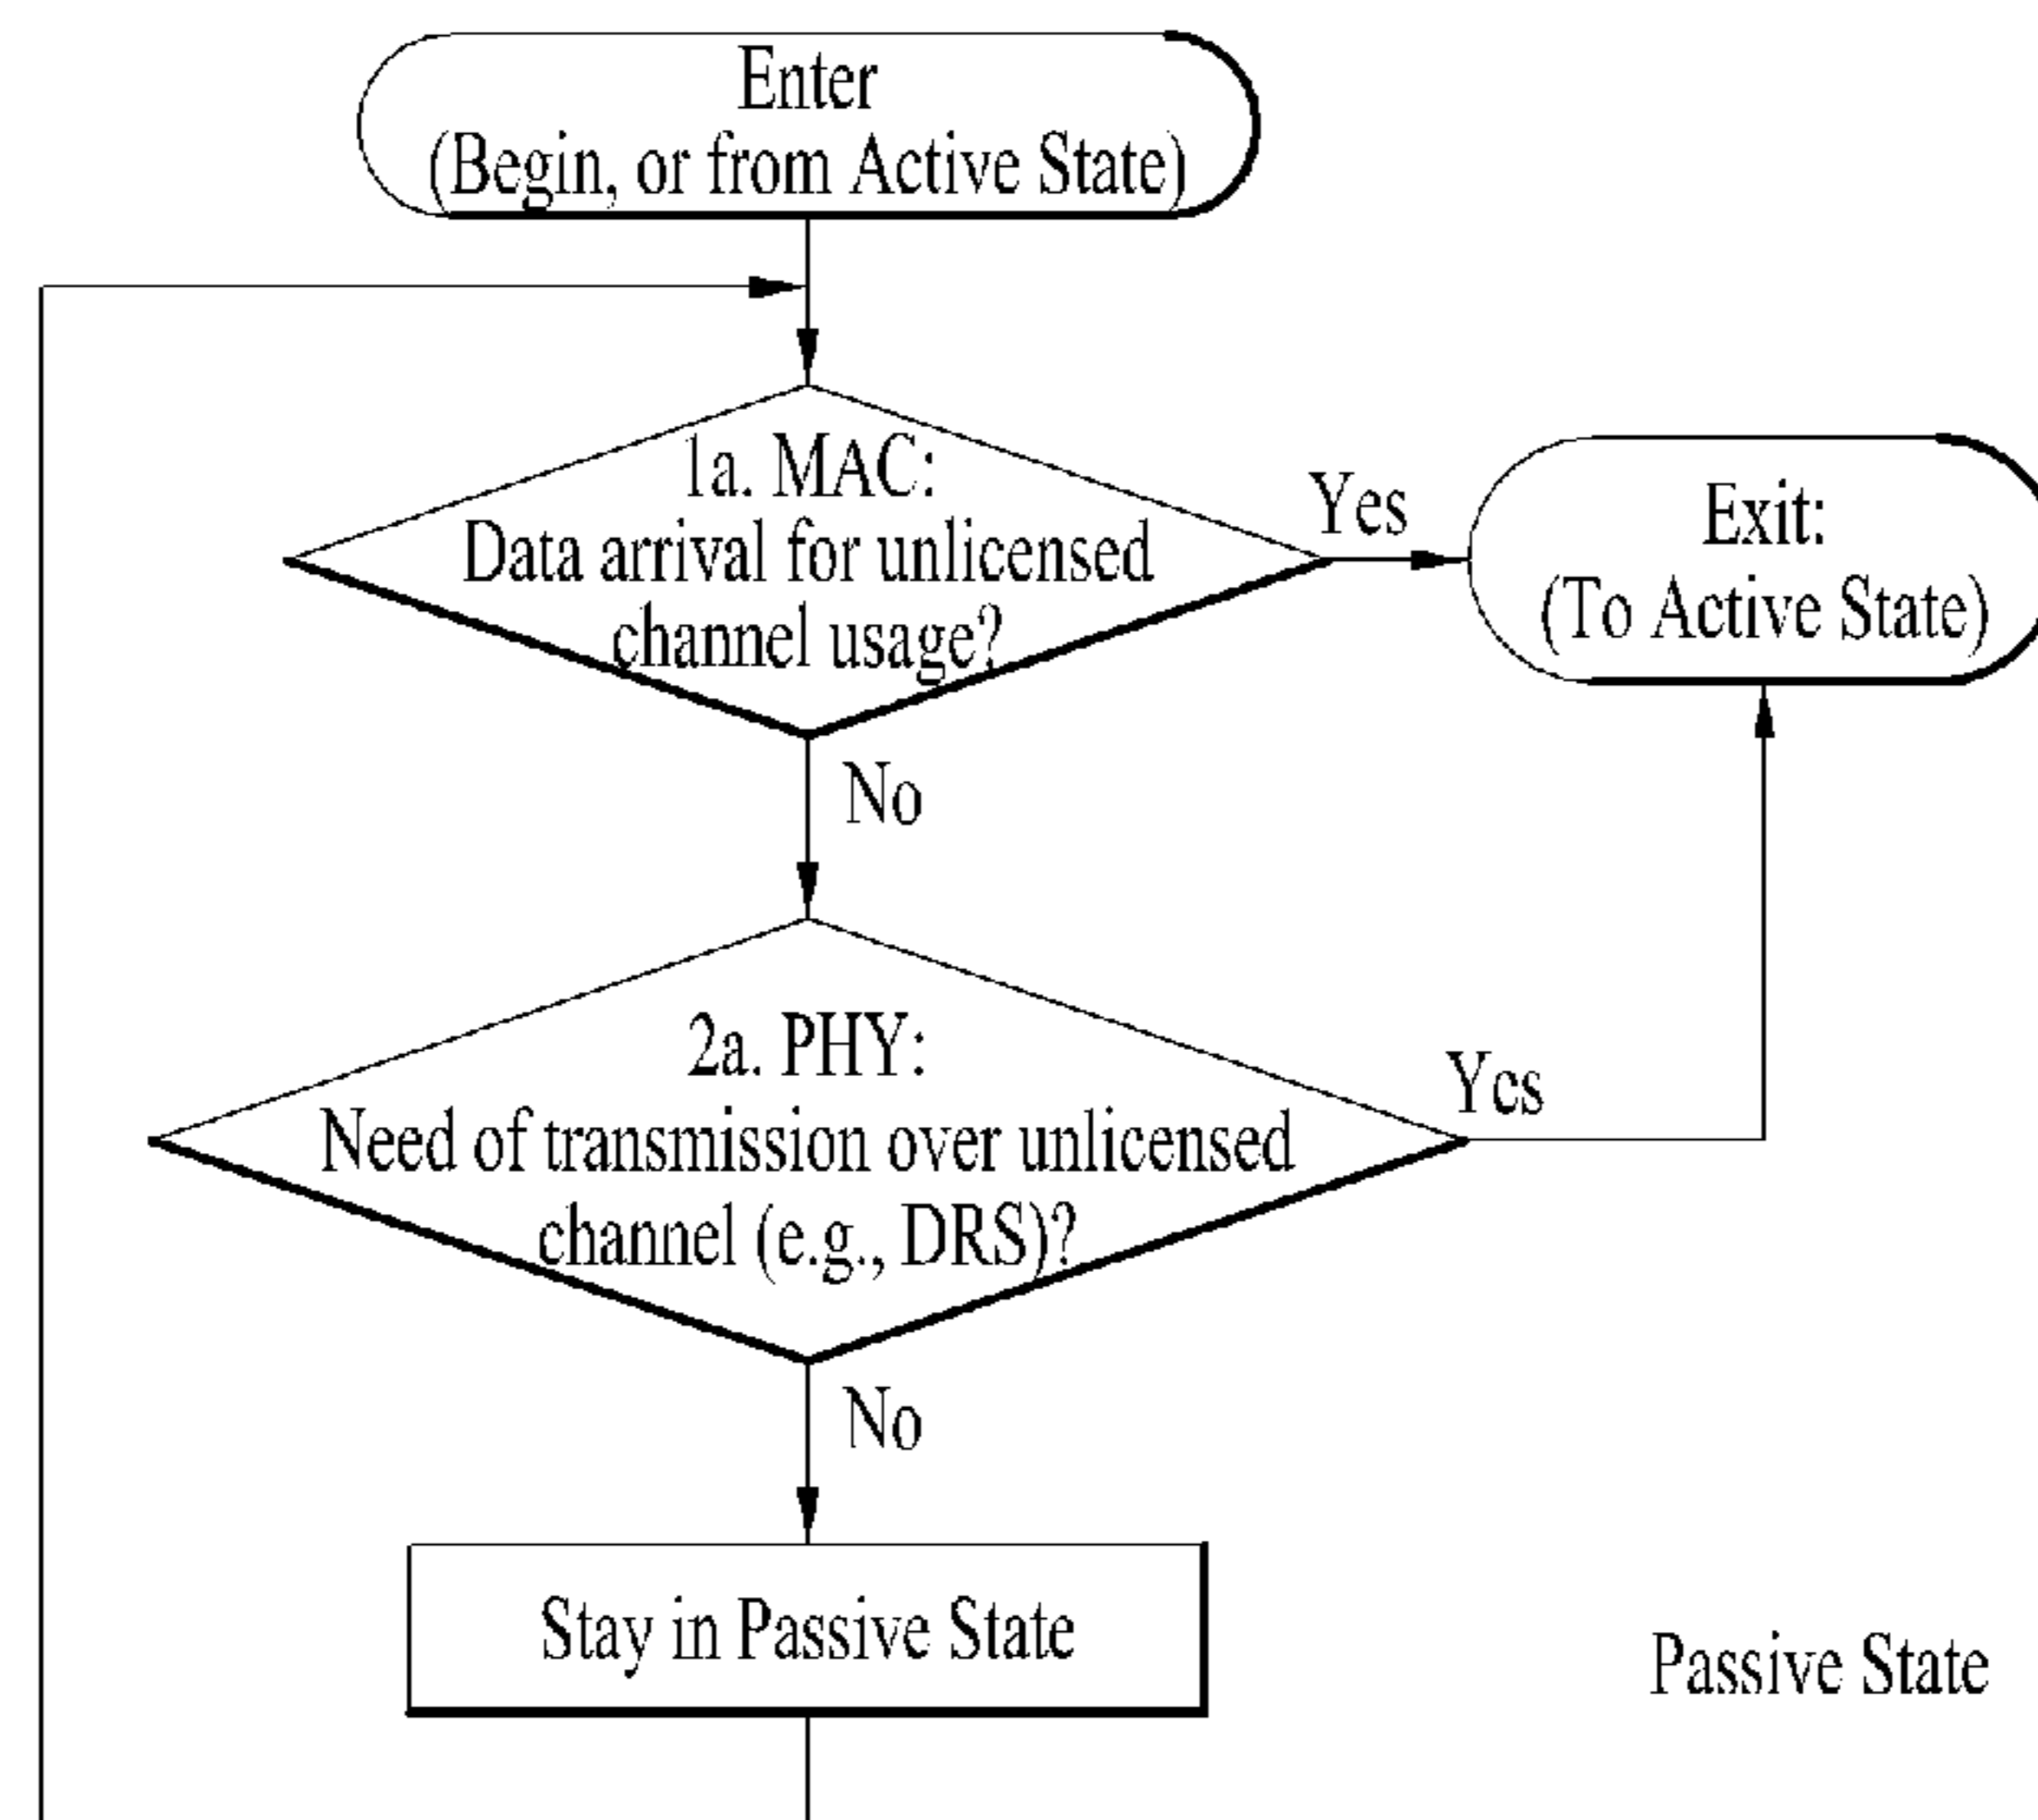 Enter
(Begin, or from Active State)
1a. MAC:
Data arrival for unlicensed
channel usage?
Yes
Exit:
(To Active State)
No
2a. PHY:
Need of transmission over unlicensed
channel (e.g., DRS)?
Yes
No
Stay in Passive State
Passive State